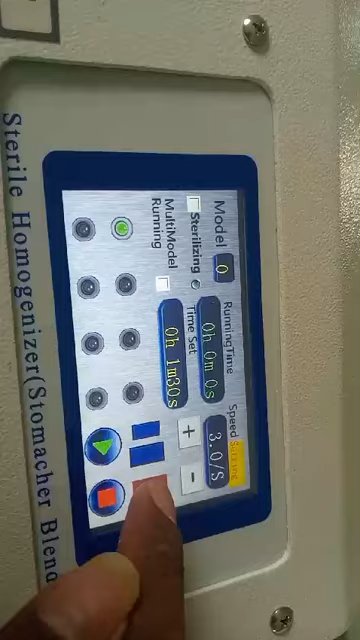 Model 0
RunningTime
0h 0m 0s
Speed
3.0/S
Sterilizing
Time Set
0h 1m30s
+ -
MultiModel
Running
Sterile Homogenizer(Stomacher Blend